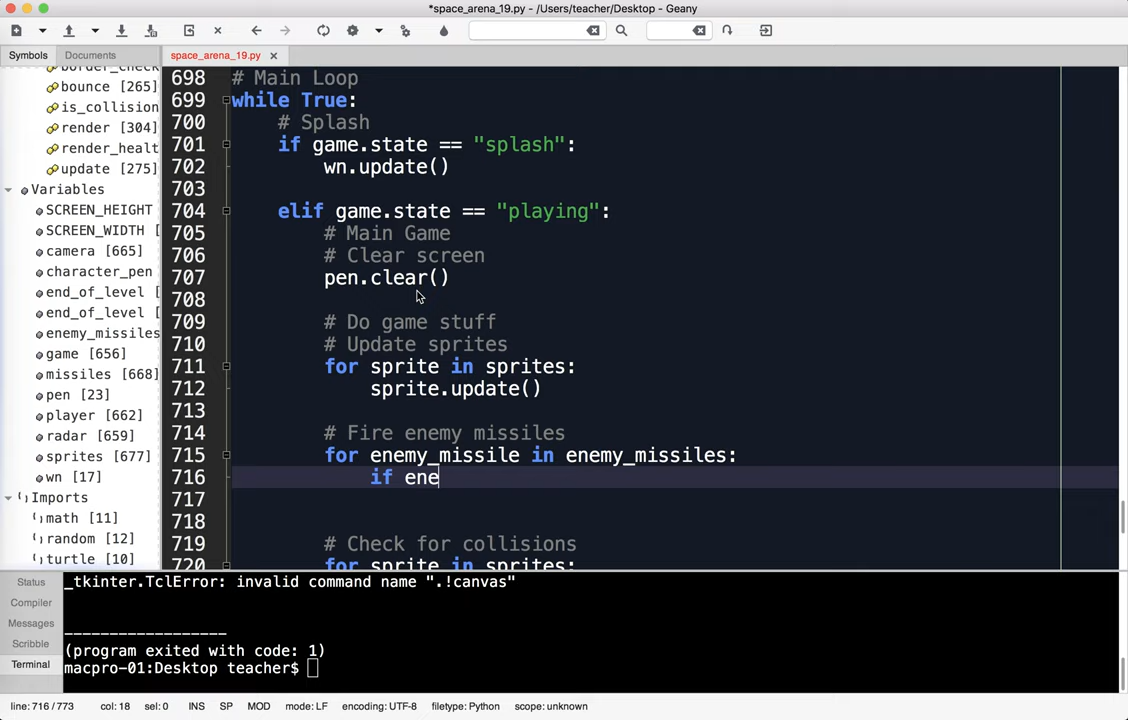 *space_arena_19.py - /Users/teacher/Desktop - Geany
Symbols
Documents
space_arena_19.py
border_check
bounce [265]
is_collision
render [304]
render_healt
update [275]
Variables
SCREEN_HEIGHT
SCREEN_WIDTH [
camera [665]
character_pen
end_of_level [
end_of_level [
enemy_missiles
game [656]
missiles [668]
pen [23]
player [662]
radar [659]
sprites [677]
wn [17]
Imports
math [11]
random [12]
turtle [10]
698 # Main Loop
699 while True:
700 # Splash
701 if game.state == "splash":
702 wn.update()
703
704 elif game.state == "playing":
705 # Main Game
706 # Clear screen
707 pen.clear()
708
709 # Do game stuff
710 # Update sprites
711 for sprite in sprites:
712 sprite.update()
713
714 # Fire enemy missiles
715 for enemy_missile in enemy_missiles:
716 if ene
717
718
719 # Check for collisions
720 for sprite in sprites:
Status
Compiler
Messages
Scribble
Terminal
_tkinter.TclError: invalid command name ".!canvas"
------------------
(program exited with code: 1)
macpro-01:Desktop teacher$
line: 716 / 773 col: 18 sel: 0 INS SP MOD mode: LF encoding: UTF-8 filetype: Python scope: unknown